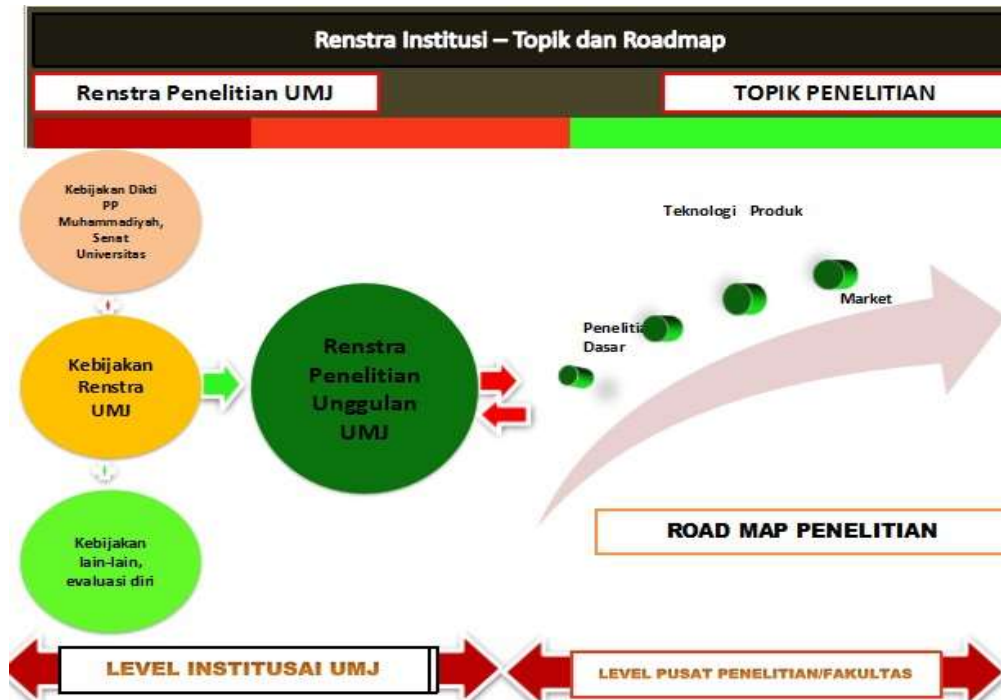 Renstra Institusi – Topik dan Roadmap
Renstra Penelitian UMJ
TOPIK PENELITIAN
Kebijakan Dikti
PP
Muhammadiyah,
Senat
Universitas
Kebijakan
Renstra
UMJ
Kebijakan
lain-lain,
evaluasi diri
Renstra
Penelitian
Unggulan
UMJ
Teknologi Produk
Market
Penelitia
Dasar
ROAD MAP PENELITIAN
LEVEL INSTITUSAI UMJ
LEVEL PUSAT PENELITIAN/FAKULTAS